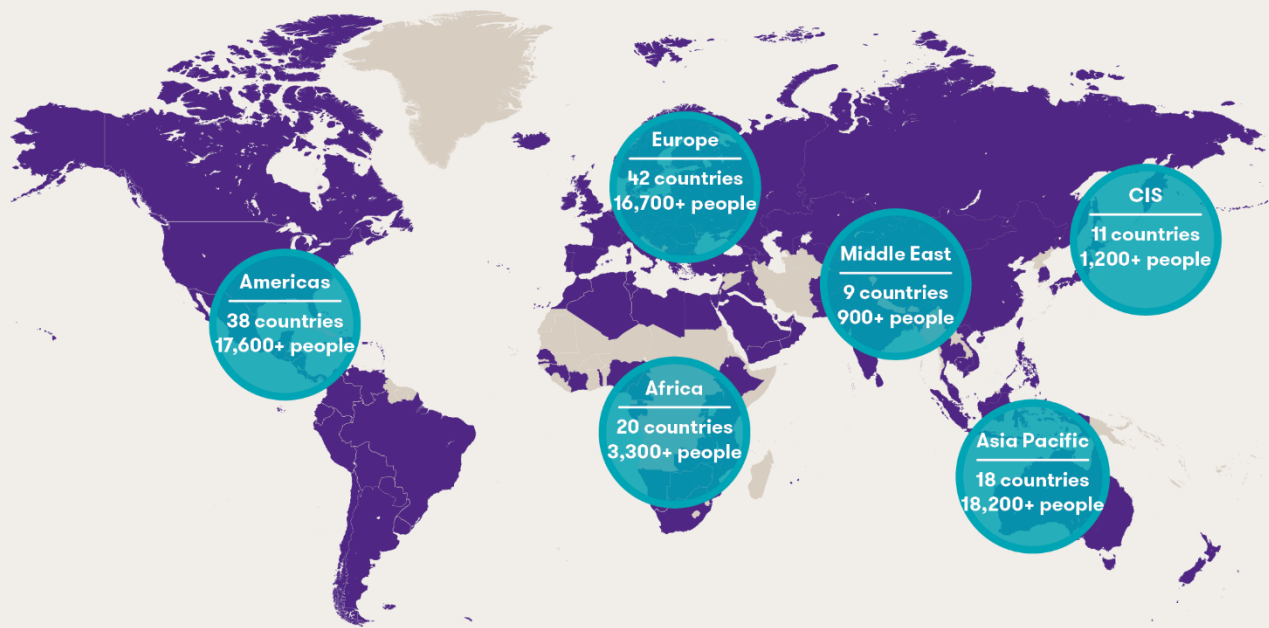 Europe
42 countries
16,700+ people
CIS
11 countries
1,200+ people
Middle East
9 countries
900+ people
Americas
38 countries
17,600+ people
Africa
20 countries
3,300+ people
Asia Pacific
18 countries
18,200+ people